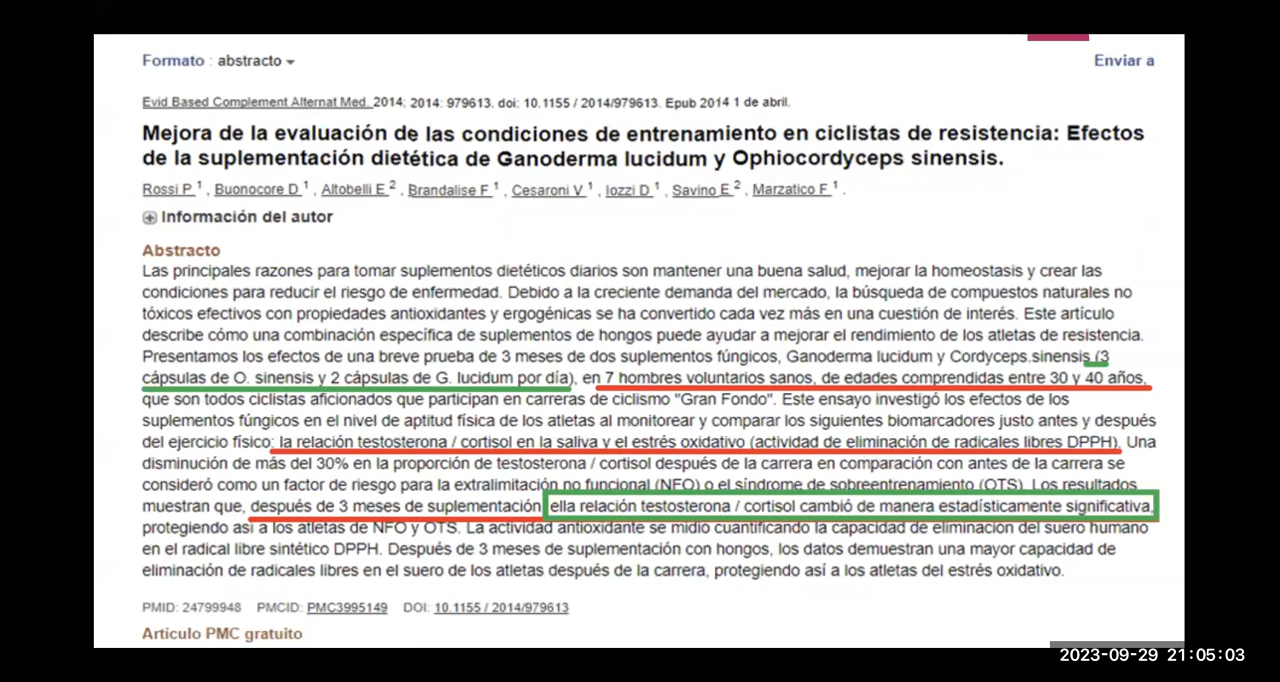 Formato : abstracto
Enviar a
Evid Based Complement Alternat Med. 2014; 2014: 979613. doi: 10.1155 / 2014/979613. Epub 2014 1 de abril.
Mejora de la evaluación de las condiciones de entrenamiento en ciclistas de resistencia: Efectos
de la suplementación dietética de Ganoderma lucidum y Ophiocordyceps sinensis.
Rossi P 1 , Buonocore D 1 , Altobelli E 2 , Brandalise F 1 , Cesaroni V 1 , Iozzi D 1 , Savino E 2 , Marzatico F 1 .
Información del autor
Abstracto
Las principales razones para tomar suplementos dietéticos diarios son mantener una buena salud, mejorar la homeostasis y crear las
condiciones para reducir el riesgo de enfermedad. Debido a la creciente demanda del mercado, la búsqueda de compuestos naturales no
tóxicos efectivos con propiedades antioxidantes y ergogénicas se ha convertido cada vez más en una cuestión de interés. Este artículo
describe cómo una combinación específica de suplementos de hongos puede ayudar a mejorar el rendimiento de los atletas de resistencia.
Presentamos los efectos de una breve prueba de 3 meses de dos suplementos fúngicos, Ganoderma lucidum y Cordyceps.sinensis (3
cápsulas de O. sinensis y 2 cápsulas de G. lucidum por día), en 7 hombres voluntarios sanos, de edades comprendidas entre 30 y 40 años,
que son todos ciclistas aficionados que participan en carreras de ciclismo "Gran Fondo". Este ensayo investigó los efectos de los
suplementos fúngicos en el nivel de aptitud física de los atletas al monitorear y comparar los siguientes biomarcadores justo antes y después
del ejercicio físico: la relación testosterona / cortisol en la saliva y el estrés oxidativo (actividad de eliminación de radicales libres DPPH). Una
disminución de más del 30% en la proporción de testosterona / cortisol después de la carrera en comparación con antes de la carrera se
consideró como un factor de riesgo para la extralimitación no funcional (NFO) o el síndrome de sobreentrenamiento (OTS). Los resultados
muestran que, después de 3 meses de suplementación, ella relación testosterona / cortisol cambió de manera estadísticamente significativa,
protegiendo así a los atletas de NFO y OTS. La actividad antioxidante se midió cuantificando la capacidad de eliminación del suero humano
en el radical libre sintético DPPH. Después de 3 meses de suplementación con hongos, los datos demuestran una mayor capacidad de
eliminación de radicales libres en el suero de los atletas después de la carrera, protegiendo así a los atletas del estrés oxidativo.
PMID: 24799948 PMCID: PMC3995149 DOI: 10.1155 / 2014/979613
Artículo PMC gratuito
2023-09-29 21:05:03